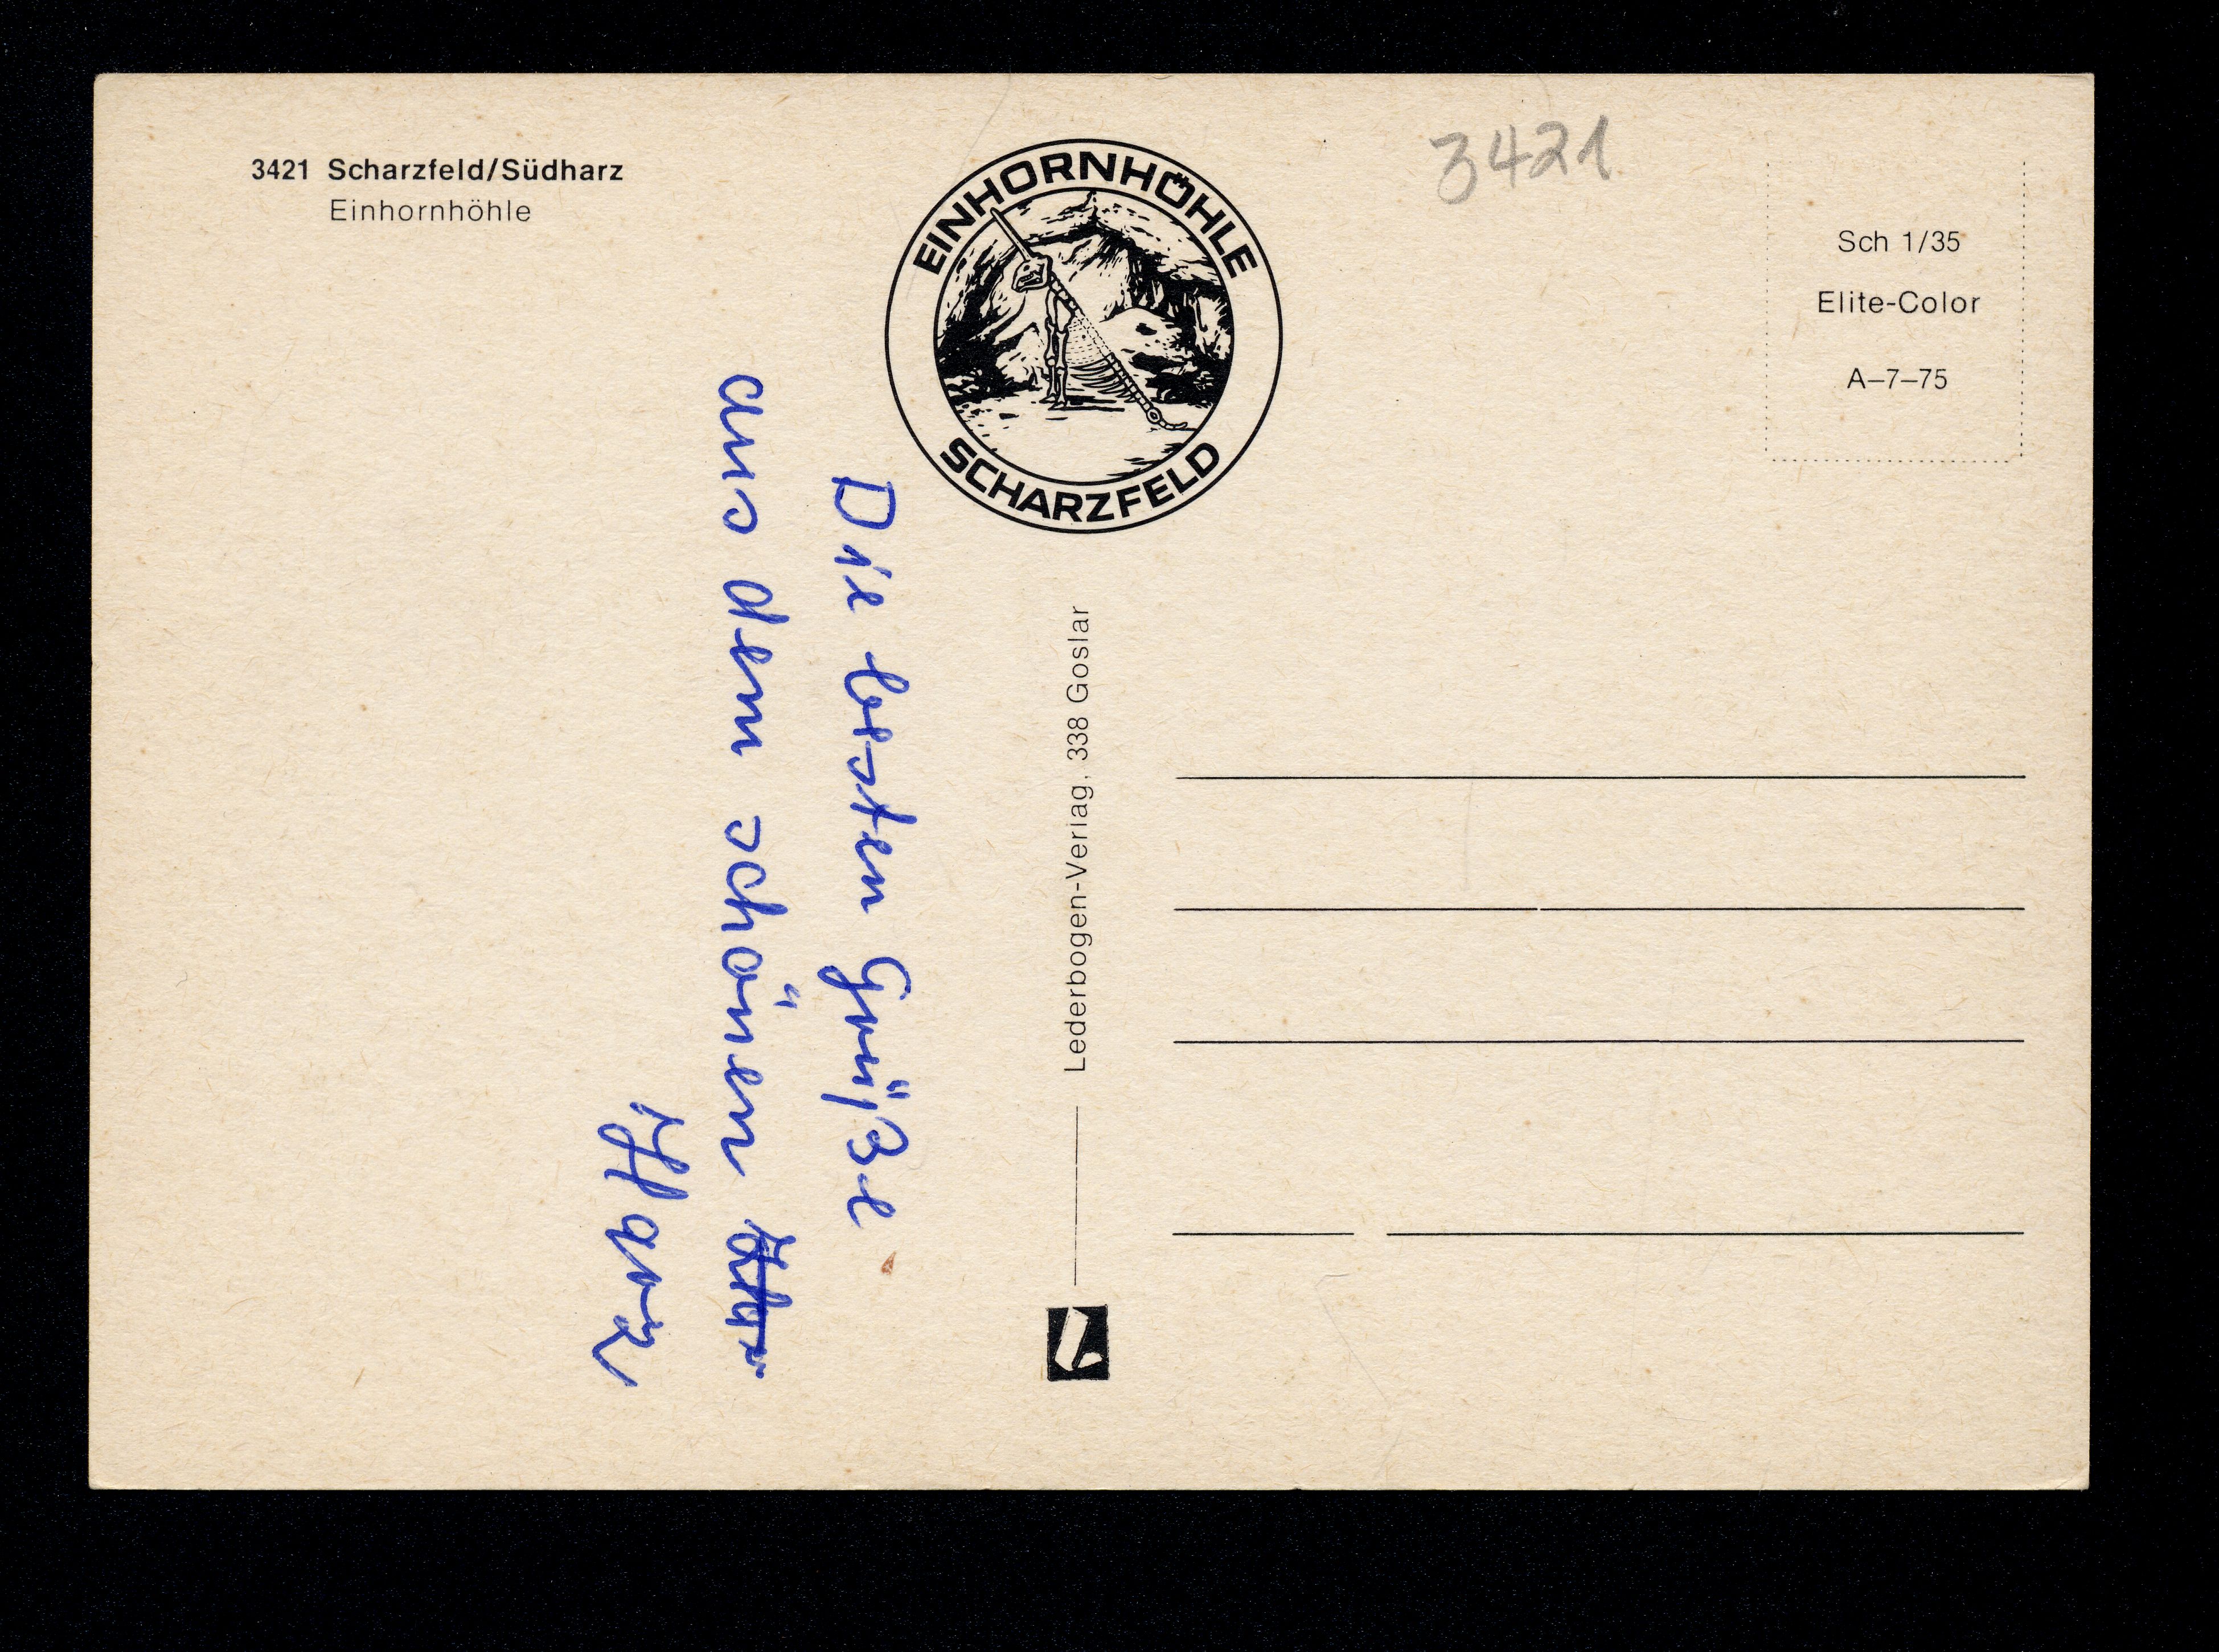 3421 Scharzfeld/Südharz
Einhornhöhle
EINHORNHÖHLE
SCHARZFELD
3421
Sch 1/35
Elite-Color
A–7–75
Die besten Grüße
aus dem schönen
Harz
Lederbogen-Verlag, 338 Goslar